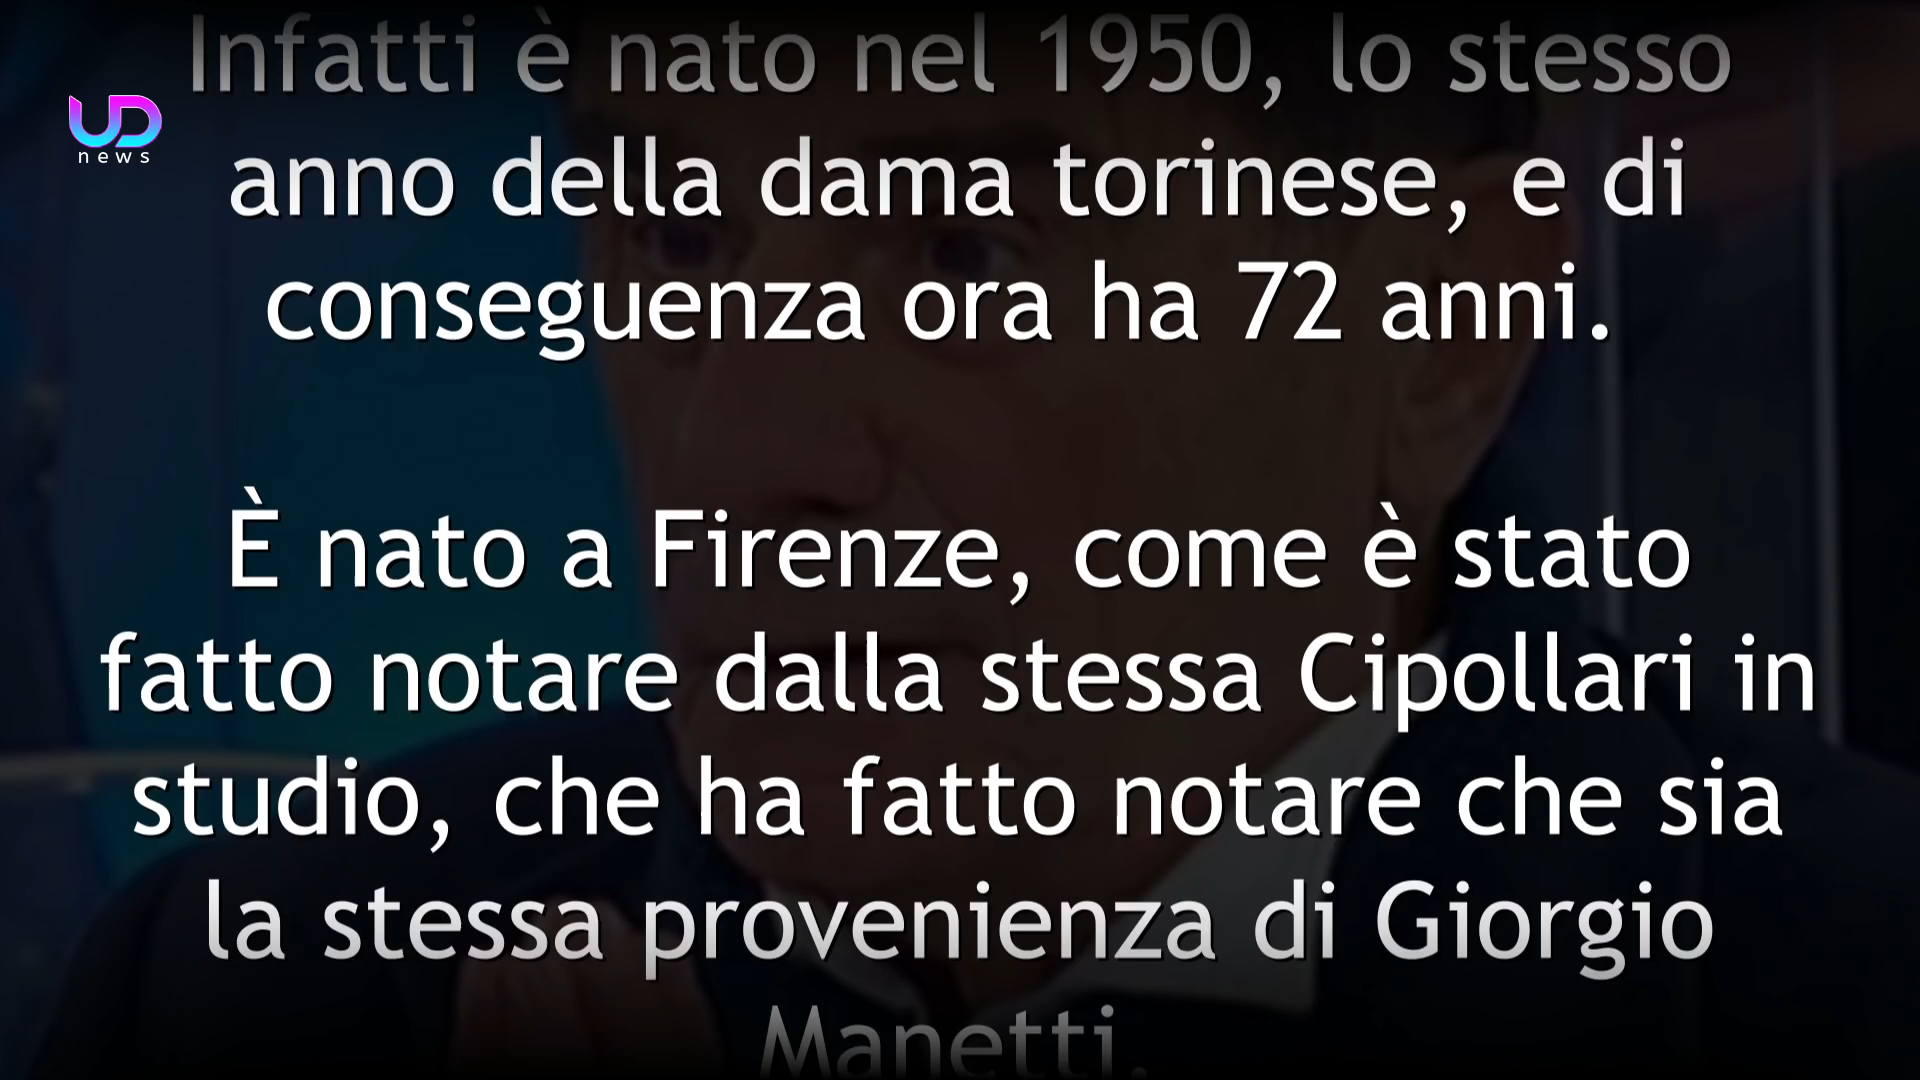 Infatti è nato nel 1950, lo stesso
UD
news
anno della dama torinese, e di
conseguenza ora ha 72 anni.
È nato a Firenze, come è stato
fatto notare dalla stessa Cipollari in
studio, che ha fatto notare che sia
la stessa provenienza di Giorgio
Manetti.